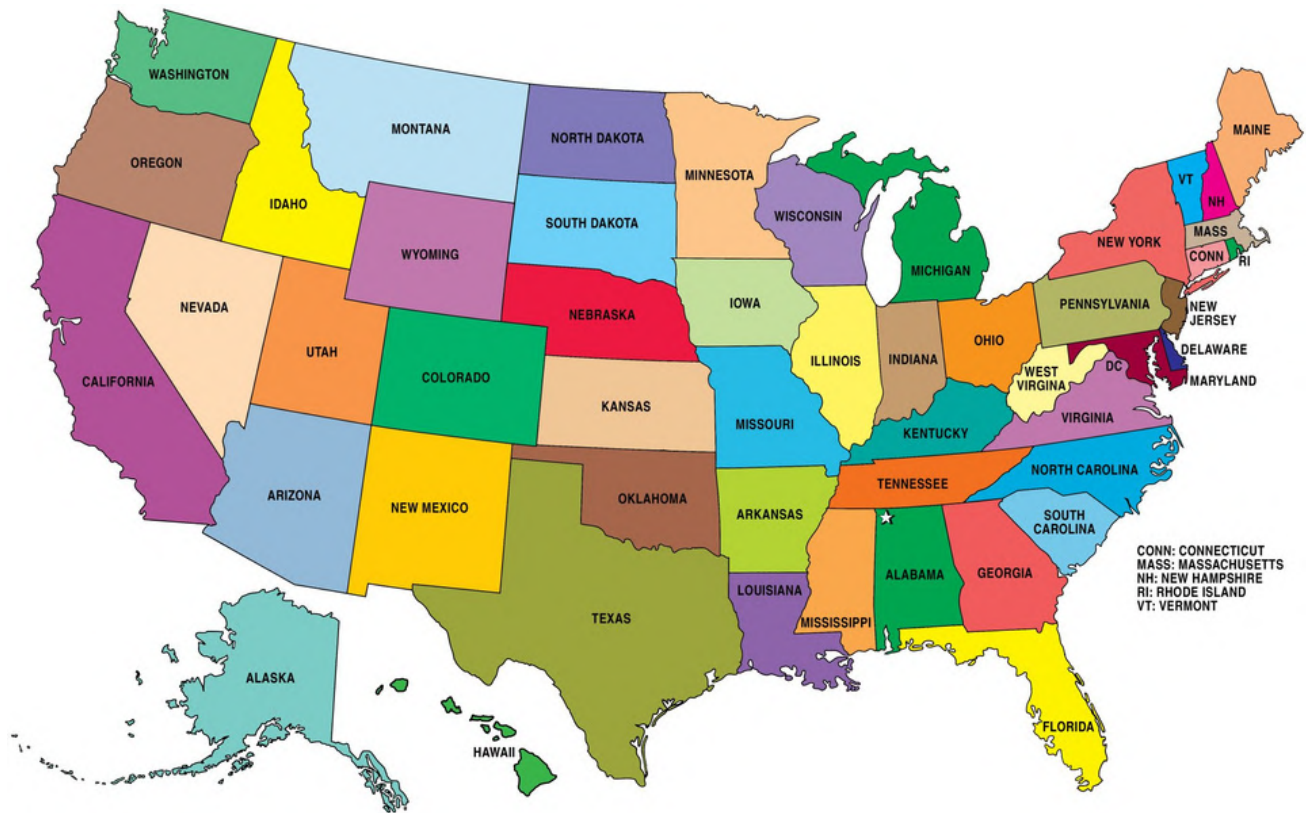 WASHINGTON
OREGON
IDAHO
MONTANA
NORTH DAKOTA
MINNESOTA
WISCONSIN
MICHIGAN
MAINE
VT
NH
MASS
NEW YORK
CONN
RI
SOUTH DAKOTA
WYOMING
NEVADA
UTAH
CALIFORNIA
COLORADO
NEBRASKA
IOWA
ILLINOIS
INDIANA
OHIO
PENNSYLVANIA
NEW
JERSEY
DELAWARE
MARYLAND
DC
WEST
VIRGINA
VIRGINIA
KANSAS
MISSOURI
KENTUCKY
ARIZONA
NEW MEXICO
OKLAHOMA
ARKANSAS
TENNESSEE
NORTH CAROLINA
SOUTH
CAROLINA
TEXAS
LOUISIANA
MISSISSIPPI
ALABAMA
GEORGIA
FLORIDA
ALASKA
HAWAII
CONN: CONNECTICUT
MASS: MASSACHUSETTS
NH: NEW HAMPSHIRE
RI: RHODE ISLAND
VT: VERMONT